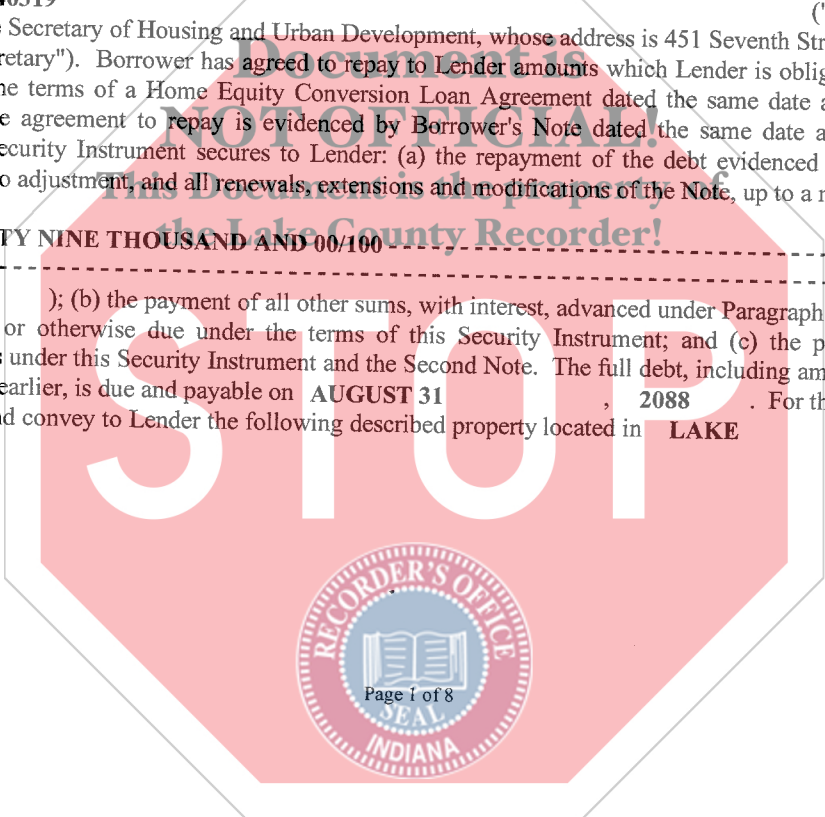 Secretary of Housing and Urban Development, whose address is 451 Seventh Str
retary"). Borrower has agreed to repay to Lender amounts which Lender is oblig
ne terms of a Home Equity Conversion Loan Agreement dated the same date a
e agreement to repay is evidenced by Borrower's Note dated the same date a
ecurity Instrument secures to Lender: (a) the repayment of the debt evidenced
o adjustment, and all renewals, extensions and modifications of the Note, up to a
TY NINE THOUSAND AND 00/100
); (b) the payment of all other sums, with interest, advanced under Paragraph
or otherwise due under the terms of this Security Instrument; and (c) the p
under this Security Instrument and the Second Note. The full debt, including am
earlier, is due and payable on AUGUST 31 , 2088 . For th
d convey to Lender the following described property located in LAKE
Document is
NOT OFFICIAL!
This Document is the property of
the Lake County Recorder!
STOP
RECORDER'S OFFICE
Page 1 of 8
SEAL
INDIANA